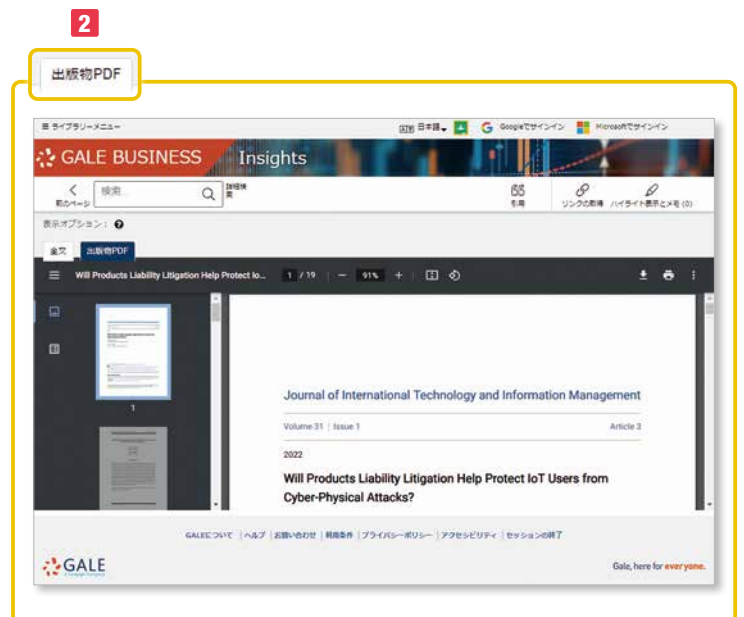 2
出版物PDF
ライブラリーメニュー
日本語
Googleでサインイン
Microsoftでサインイン
GALE BUSINESS Insights
前のページ
検索...
詳細検索
引用
リンクの取得
ハイライト表示とメモ (0)
表示オプション：
全文
出版物PDF
Will Products Liability Litigation Help Protect Io...
1 / 19
91%
1
Journal of International Technology and Information Management
Volume 31 | Issue 1
Article 3
2022
Will Products Liability Litigation Help Protect IoT Users from
Cyber-Physical Attacks?
GALEについて | ヘルプ | お問い合わせ | 利用条件 | プライバシーポリシー | アクセシビリティ | セッションの終了
GALE
Gale, here for everyone.